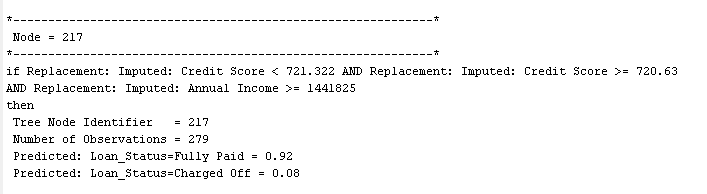 *------------------------------------------------------------*
Node = 217
*------------------------------------------------------------*
if Replacement: Imputed: Credit Score < 721.322 AND Replacement: Imputed: Credit Score >= 720.63
AND Replacement: Imputed: Annual Income >= 1441825
then
Tree Node Identifier   = 217
Number of Observations = 279
Predicted: Loan_Status=Fully Paid = 0.92
Predicted: Loan_Status=Charged Off = 0.08